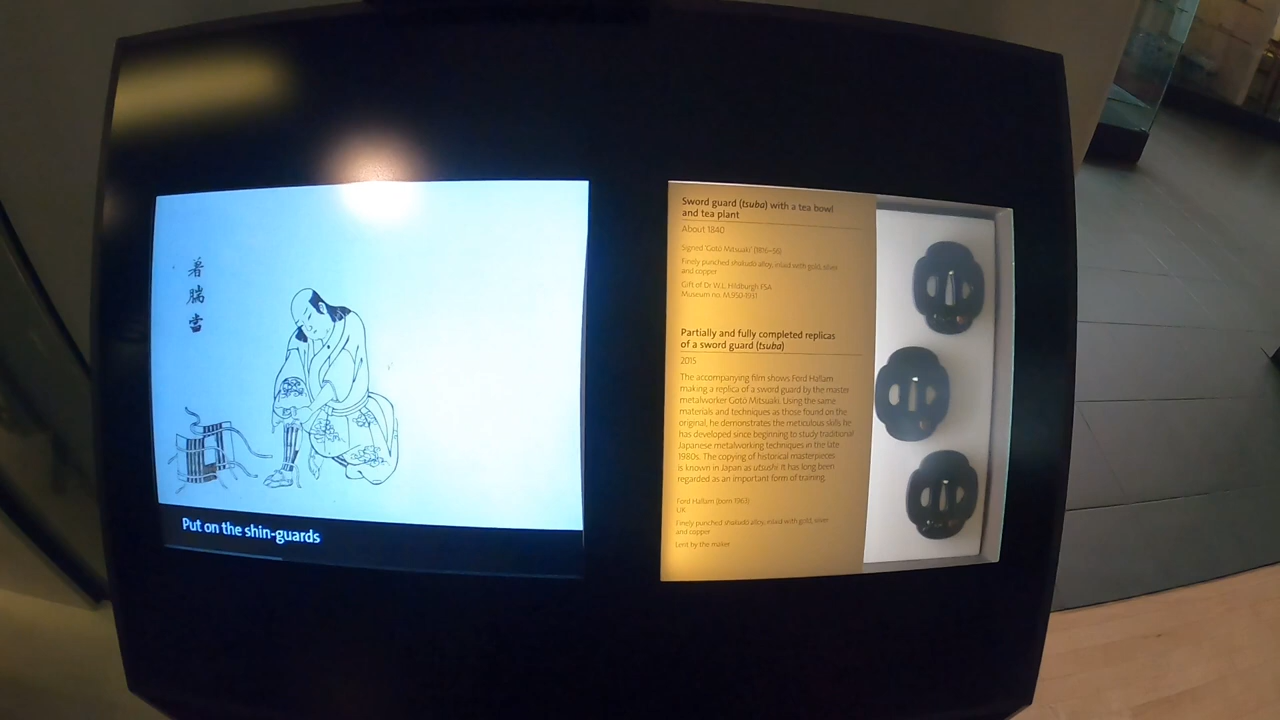 著
膞
當
Put on the shin-guards
Sword guard (tsuba) with a tea bowl
and tea plant
About 1840
Signed 'Gotō Mitsuaki' (1816–56)
Finely punched shakudō alloy, inlaid with gold, silver
and copper
Gift of Dr W.L. Hildburgh FSA
Museum no. M.950-1931
Partially and fully completed replicas
of a sword guard (tsuba)
2015
The accompanying film shows Ford Hallam
making a replica of a sword guard by the master
metalworker Gotō Mitsuaki. Using the same
materials and techniques as those found on the
original, he demonstrates the meticulous skills he
has developed since beginning to study traditional
Japanese metalworking techniques in the late
1980s. The copying of historical masterpieces
is known in Japan as utsushi. It has long been
regarded as an important form of training.
Ford Hallam (born 1963)
UK
Finely punched shakudō alloy, inlaid with gold, silver
and copper
Lent by the maker